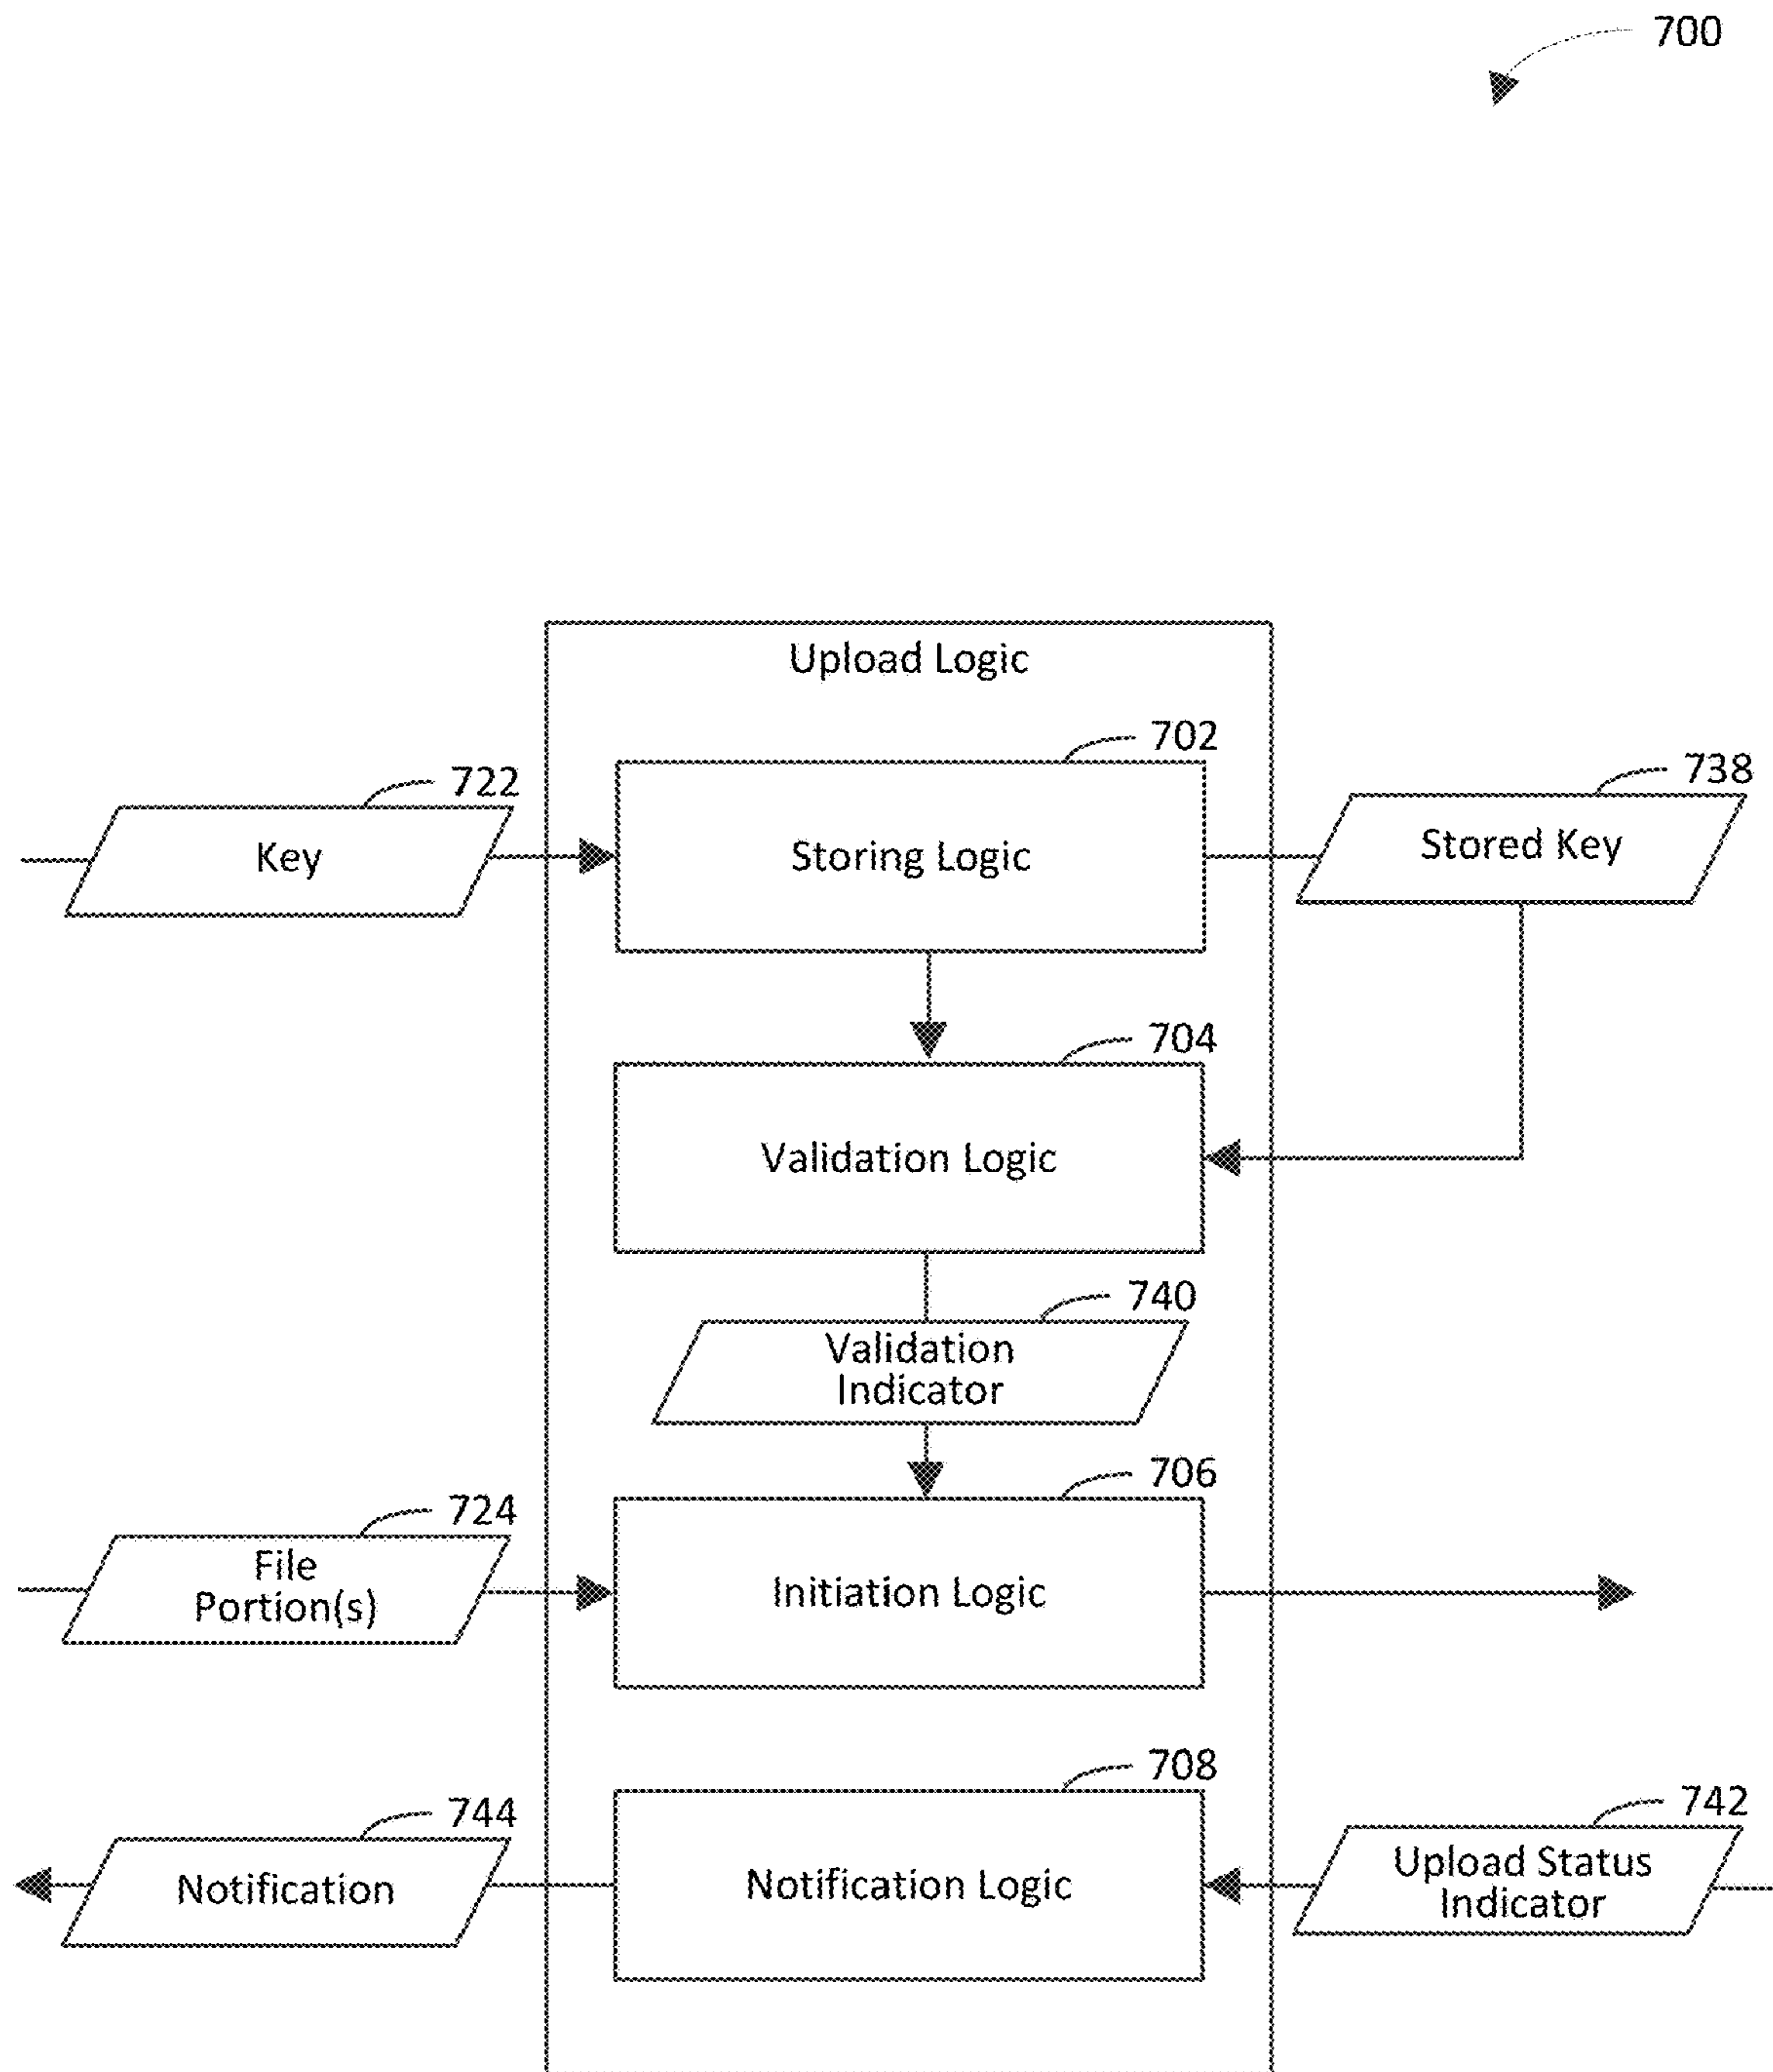 700
Upload Logic
702
722
738
Key
Storing Logic
Stored Key
704
Validation Logic
740
Validation
Indicator
706
724
File
Portion(s)
Initiation Logic
708
744
742
Notification
Notification Logic
Upload Status
Indicator